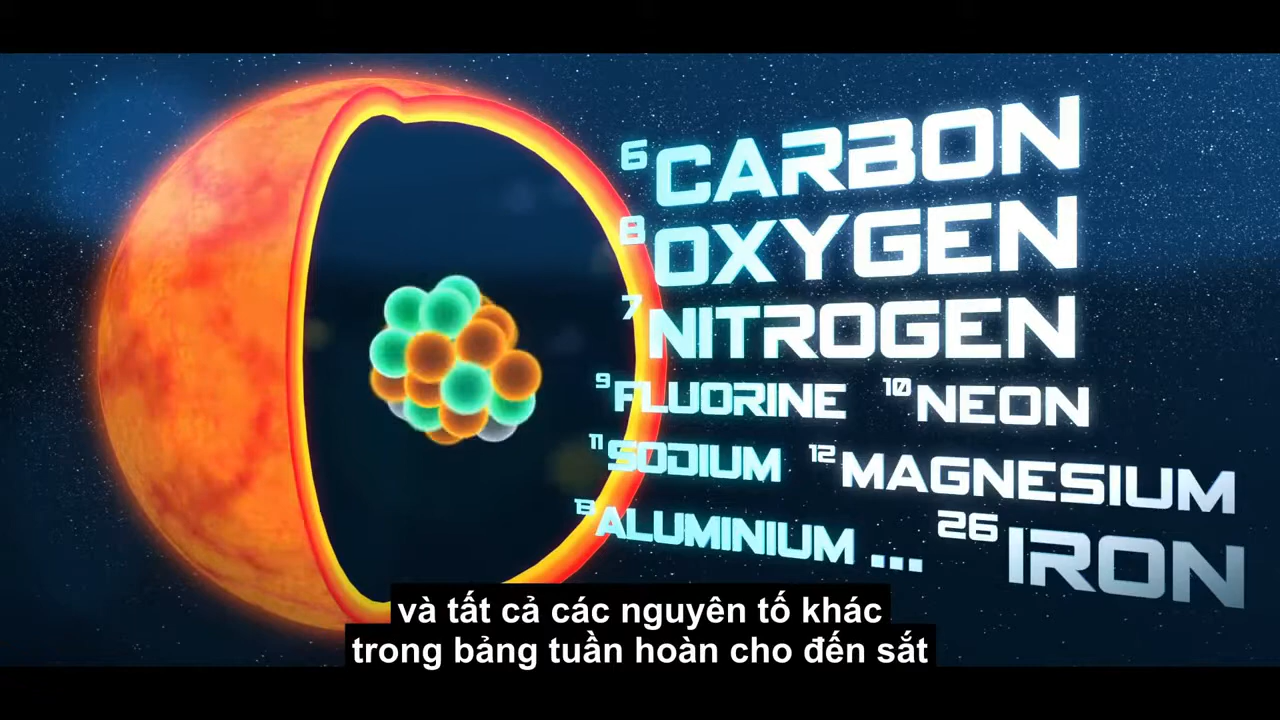 6 CARBON
8 OXYGEN
7 NITROGEN
9 FLUORINE 10 NEON
11 SODIUM 12 MAGNESIUM
13 ALUMINIUM ... 26 IRON
và tất cả các nguyên tố khác
trong bảng tuần hoàn cho đến sắt